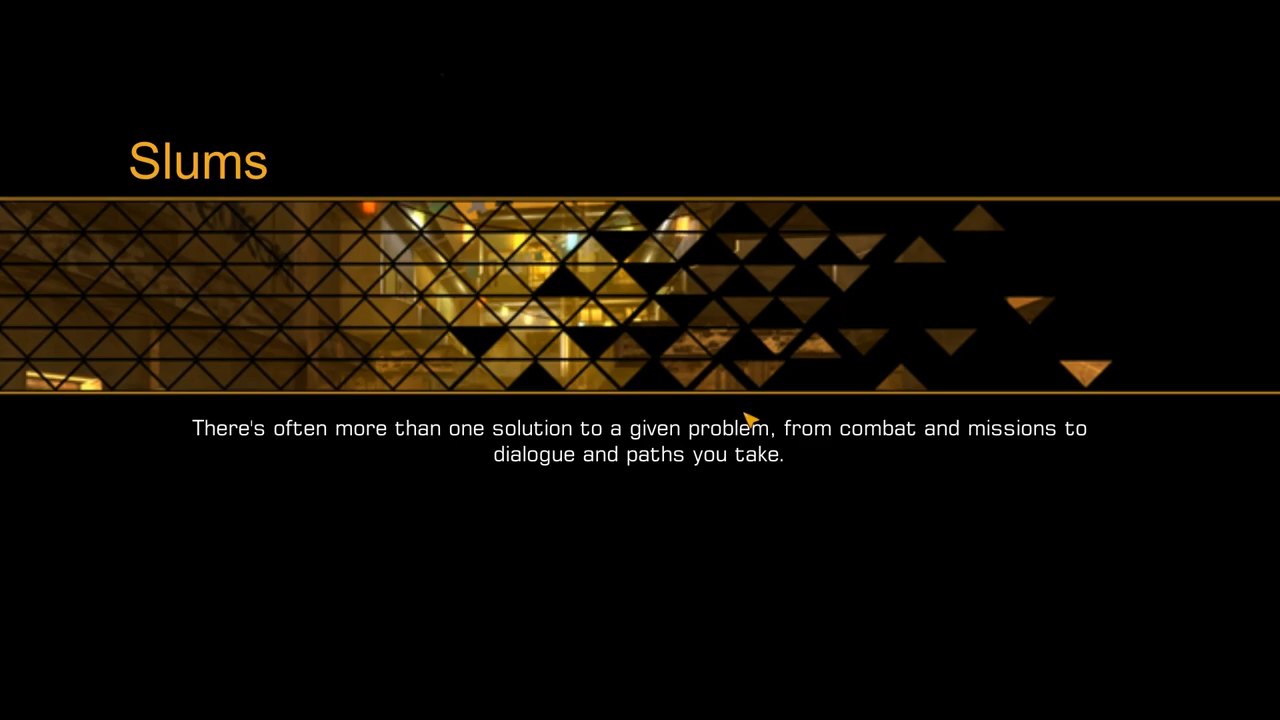 Slums
There's often more than one solution to a given problem, from combat and missions to
dialogue and paths you take.